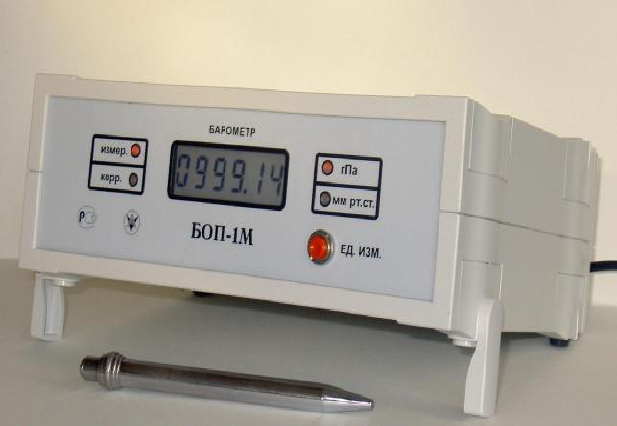 БАРОМЕТР
измер.
корр.
0999.14
гПа
мм рт.ст.
БОП-1М
ЕД. ИЗМ.